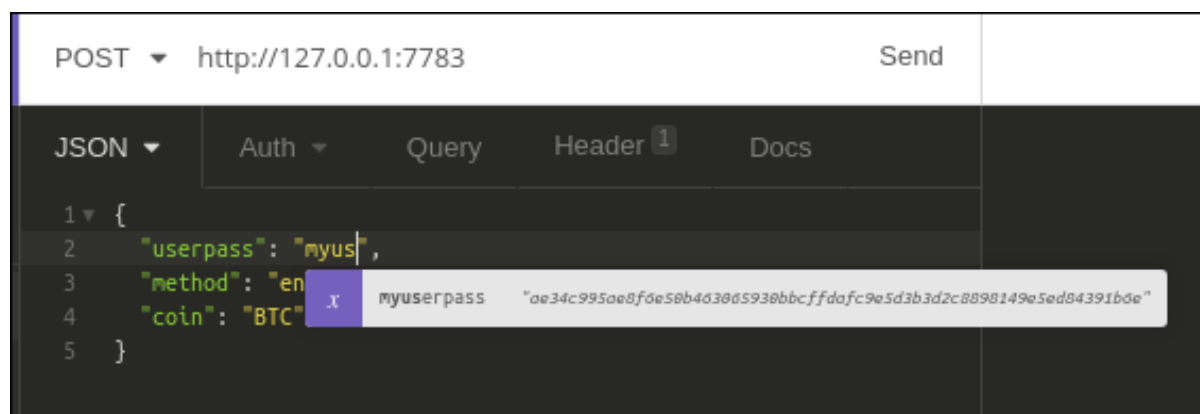 POST http://127.0.0.1:7783 Send
JSON Auth Query Header 1 Docs
1 {
2 "userpass": "myus",
3 "method": "en
x myuserpass "ae34c995ae8f6e50b463065930bbcffdafc9e5d3b3d2c8898149e5ed84391b6e"
4 "coin": "BTC"
5 }